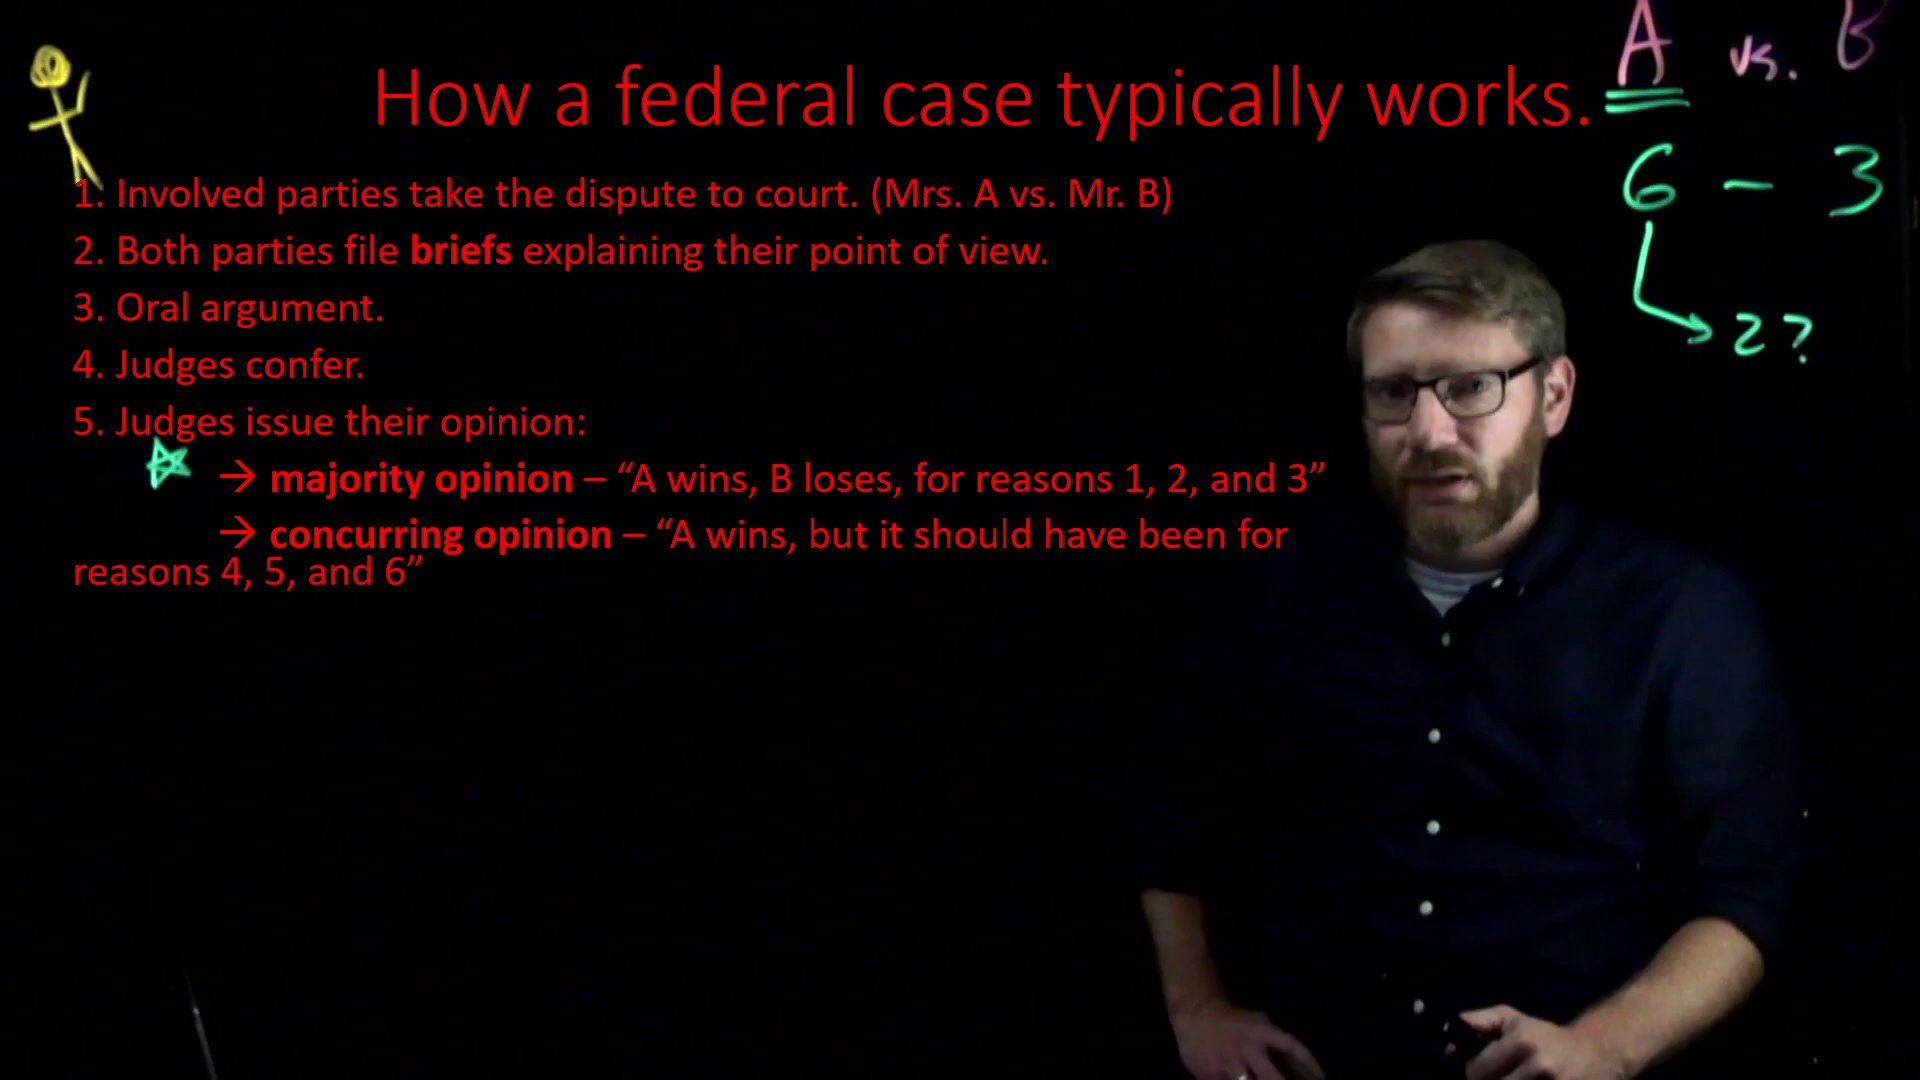 How a federal case typically works.
1. Involved parties take the dispute to court. (Mrs. A vs. Mr. B)
2. Both parties file briefs explaining their point of view.
3. Oral argument.
4. Judges confer.
5. Judges issue their opinion:
→ majority opinion – “A wins, B loses, for reasons 1, 2, and 3”
→ concurring opinion – “A wins, but it should have been for
reasons 4, 5, and 6”
A vs. B
6 – 3
2?